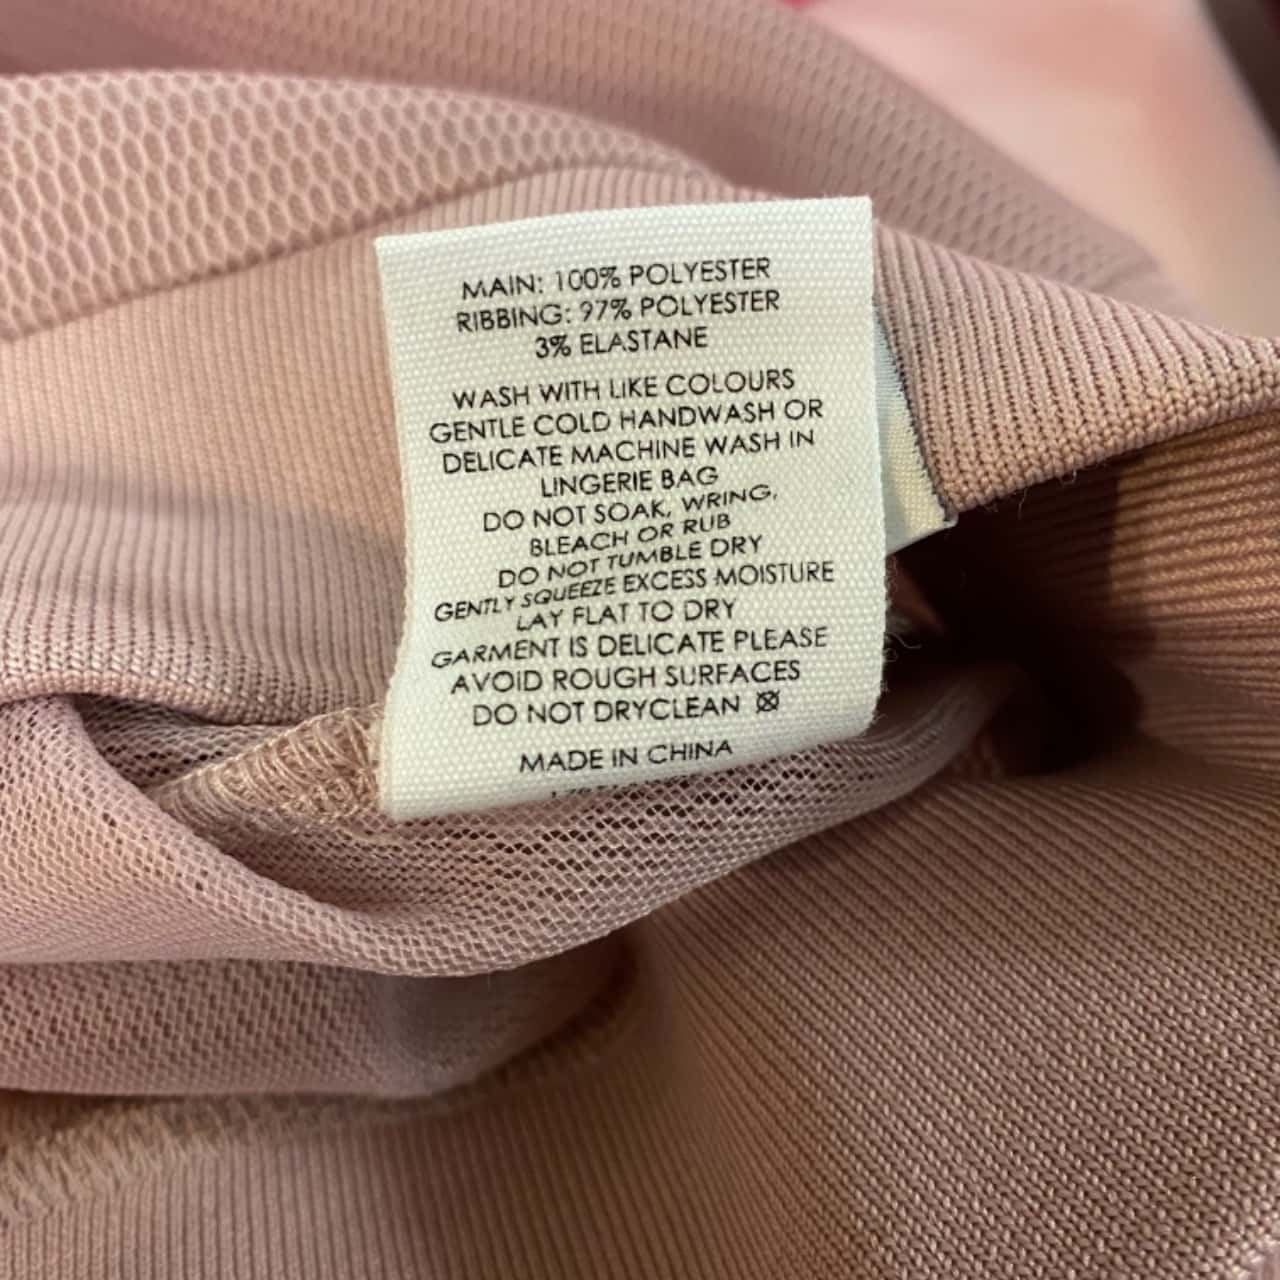 MAIN: 100% POLYESTER
RIBBING: 97% POLYESTER
3% ELASTANE
WASH WITH LIKE COLOURS
GENTLE COLD HANDWASH OR
DELICATE MACHINE WASH IN
LINGERIE BAG
DO NOT SOAK, WRING,
BLEACH OR RUB
DO NOT TUMBLE DRY
GENTLY SQUEEZE EXCESS MOISTURE
LAY FLAT TO DRY
GARMENT IS DELICATE PLEASE
AVOID ROUGH SURFACES
DO NOT DRYCLEAN
MADE IN CHINA